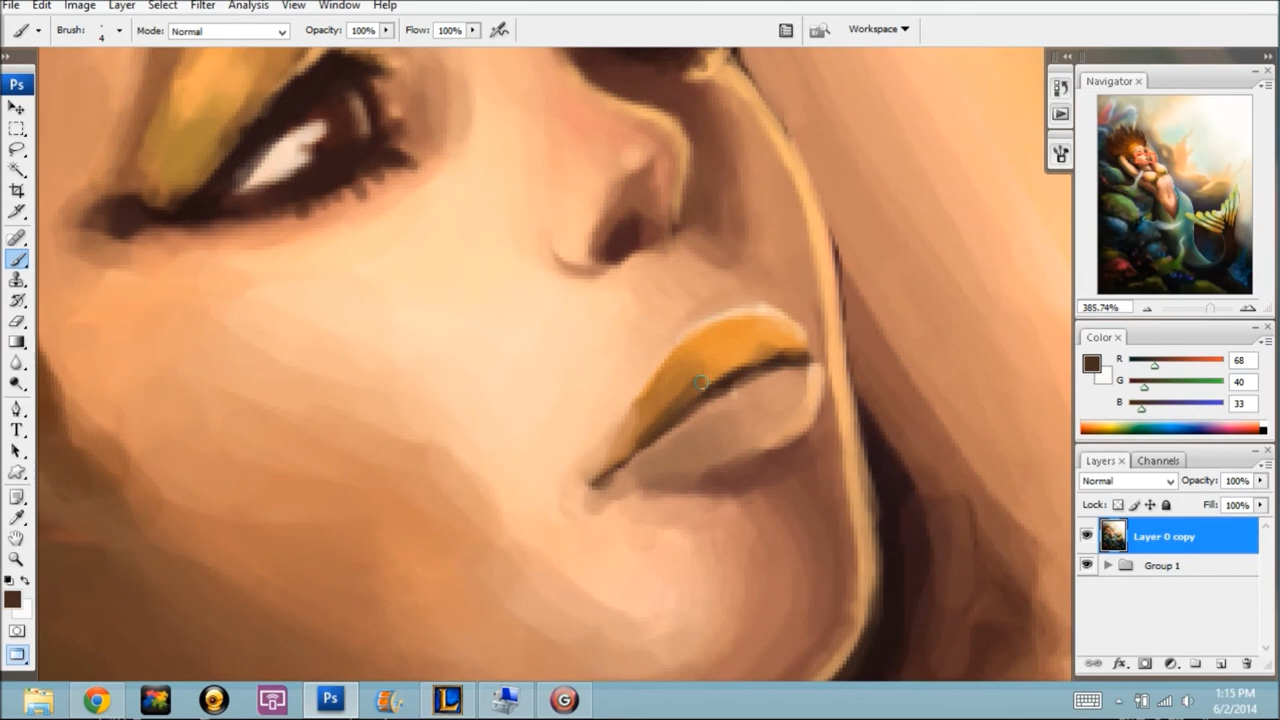 File Edit Image Layer Select Filter Analysis View Window Help
Brush: 4 Mode: Normal Opacity: 100% Flow: 100% Workspace
Ps
Navigator
385.74%
Color
R 68
G 40
B 33
Layers Channels
Normal Opacity: 100%
Lock: Fill: 100%
Layer 0 copy
Group 1
fx
T
Ps L G
1:15 PM
6/2/2014